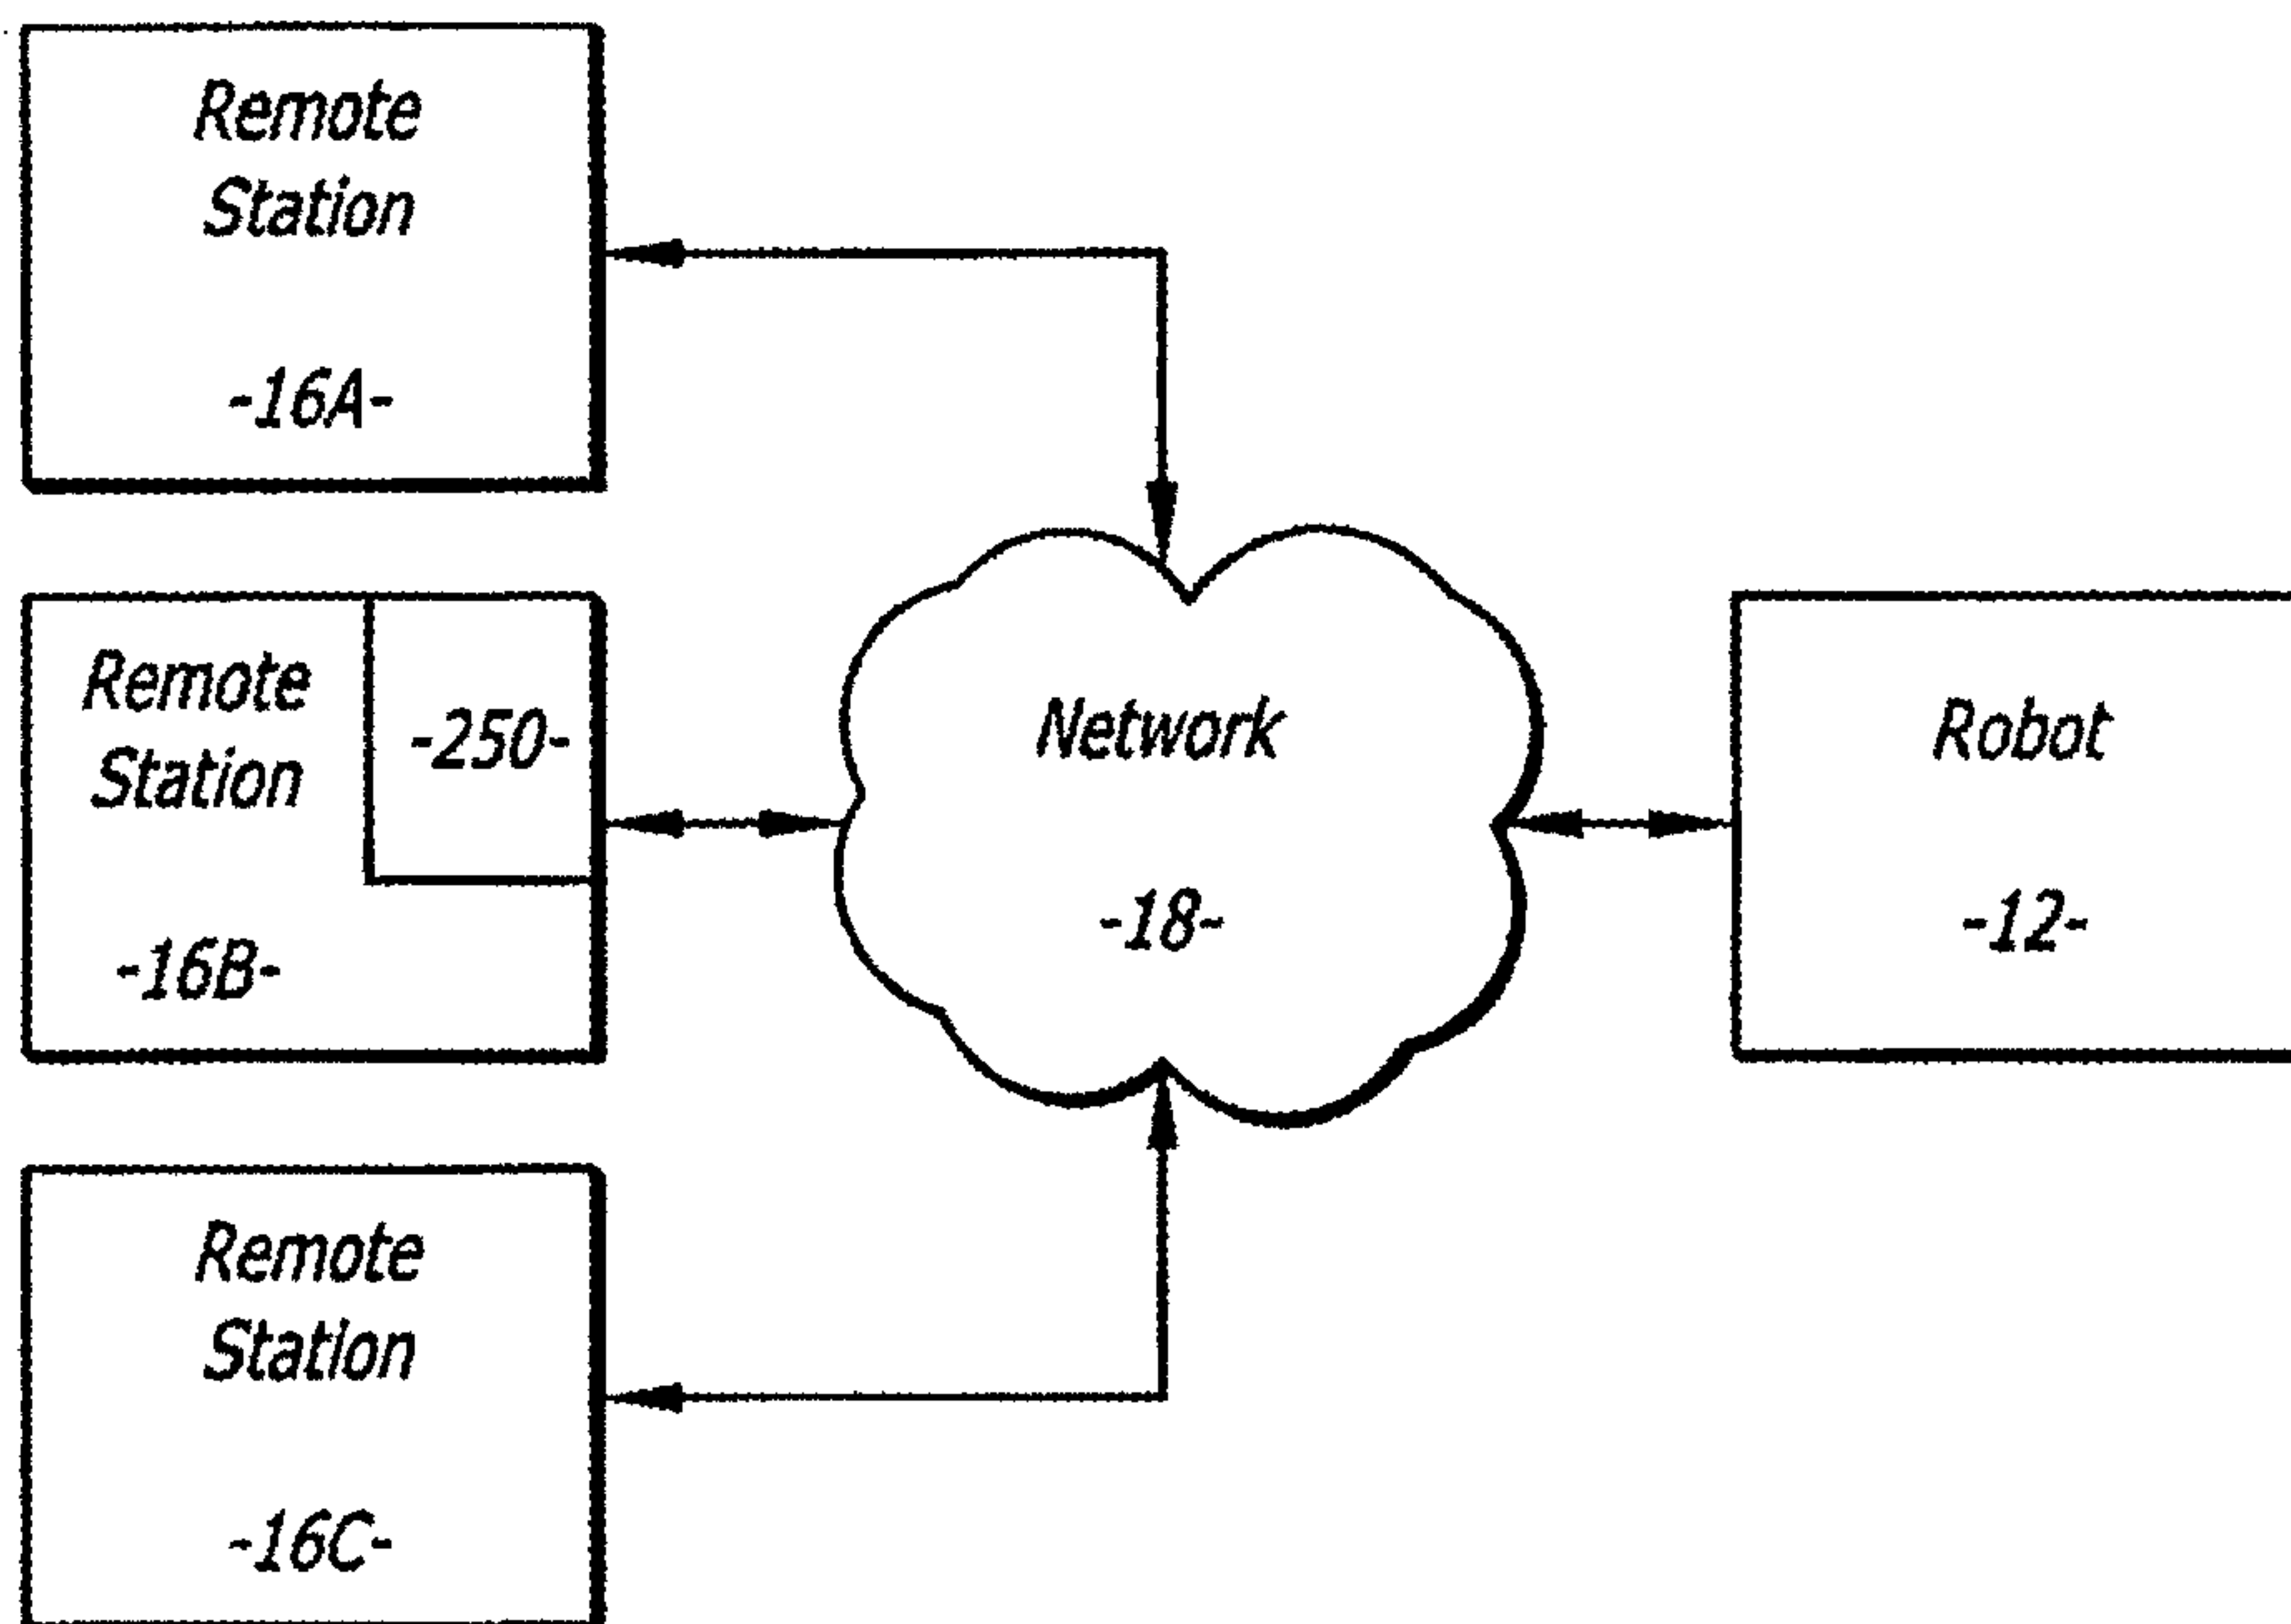 Remote
Station
-16A-
Remote
Station
-250-
-16B-
Network
-18-
Robot
-12-
Remote
Station
-16C-